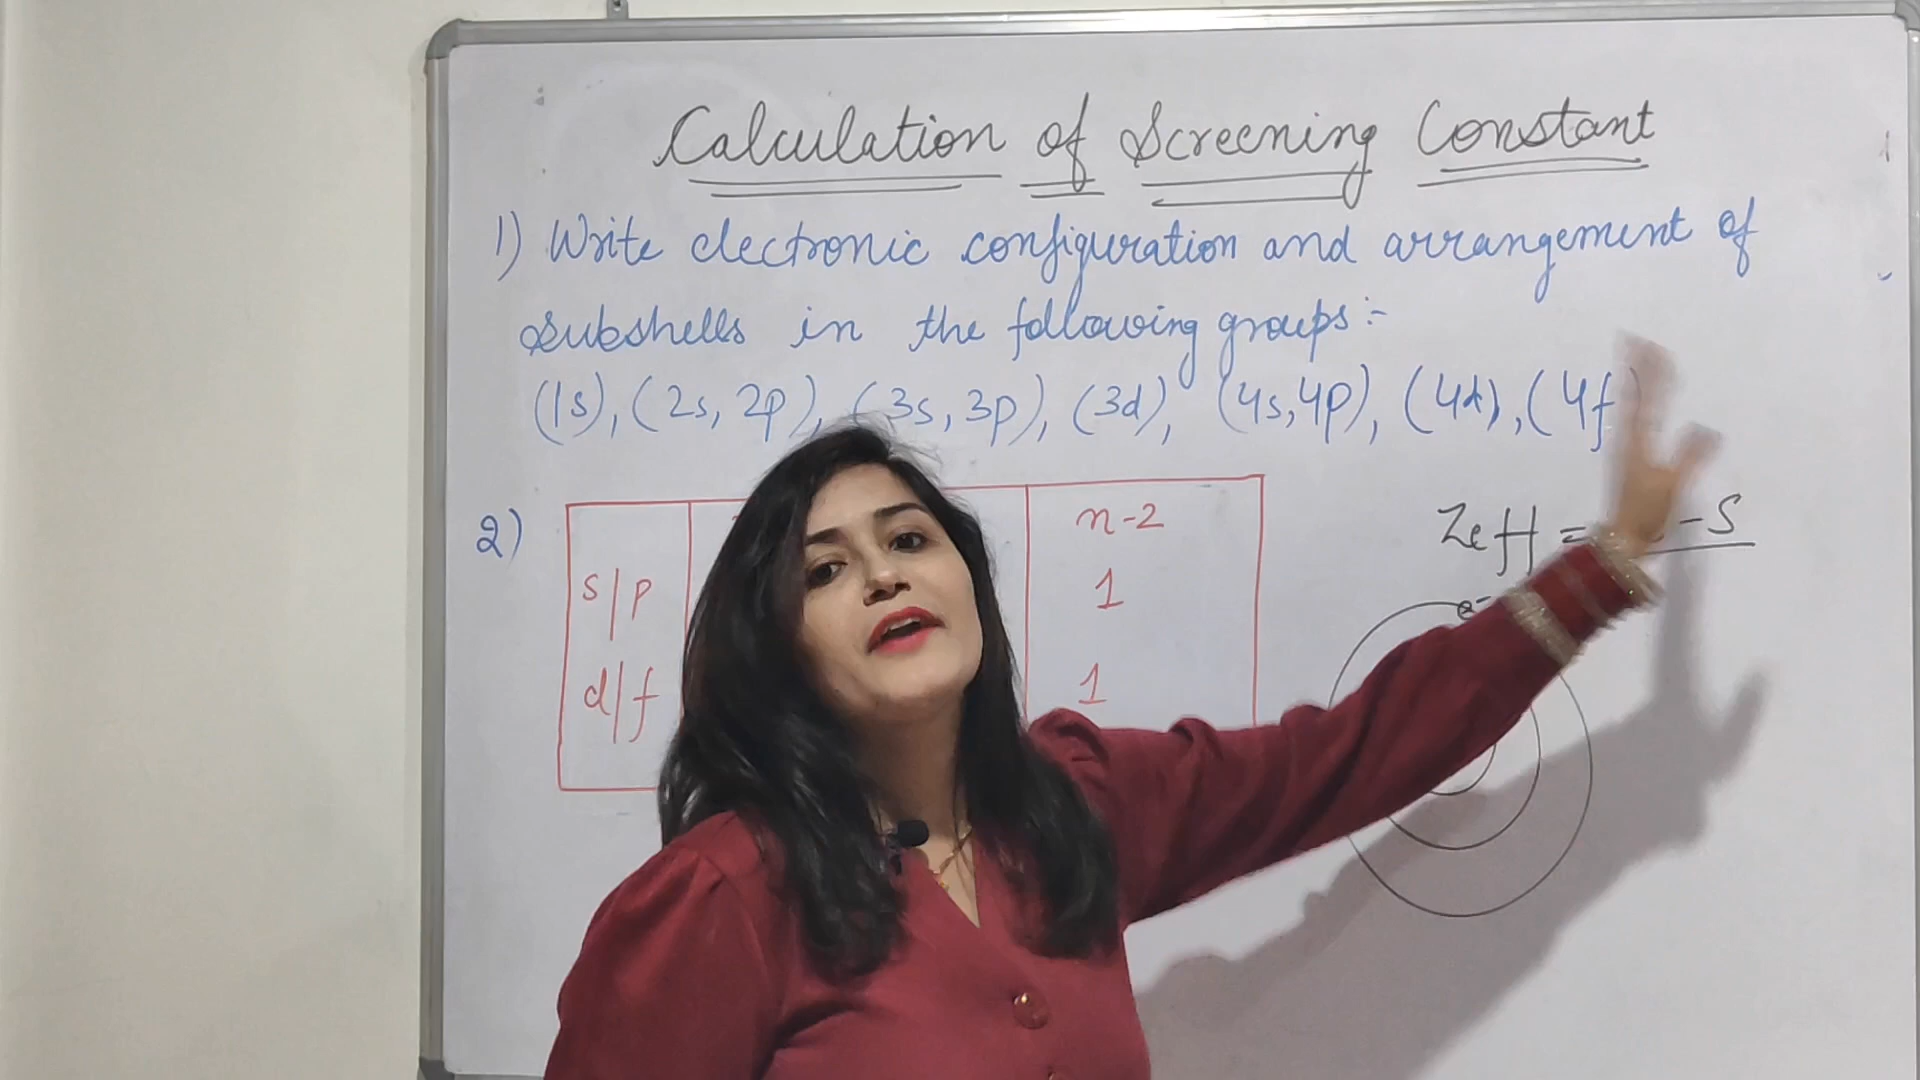 Calculation of Screening Constant
1) Write electronic configuration and arrangement of
subshells in the following groups:-
(1s), (2s, 2p), (3s, 3p), (3d), (4s, 4p), (4d), (4f
2)
n-2
s/p 1
d/f 1
Zeff = -S
e-